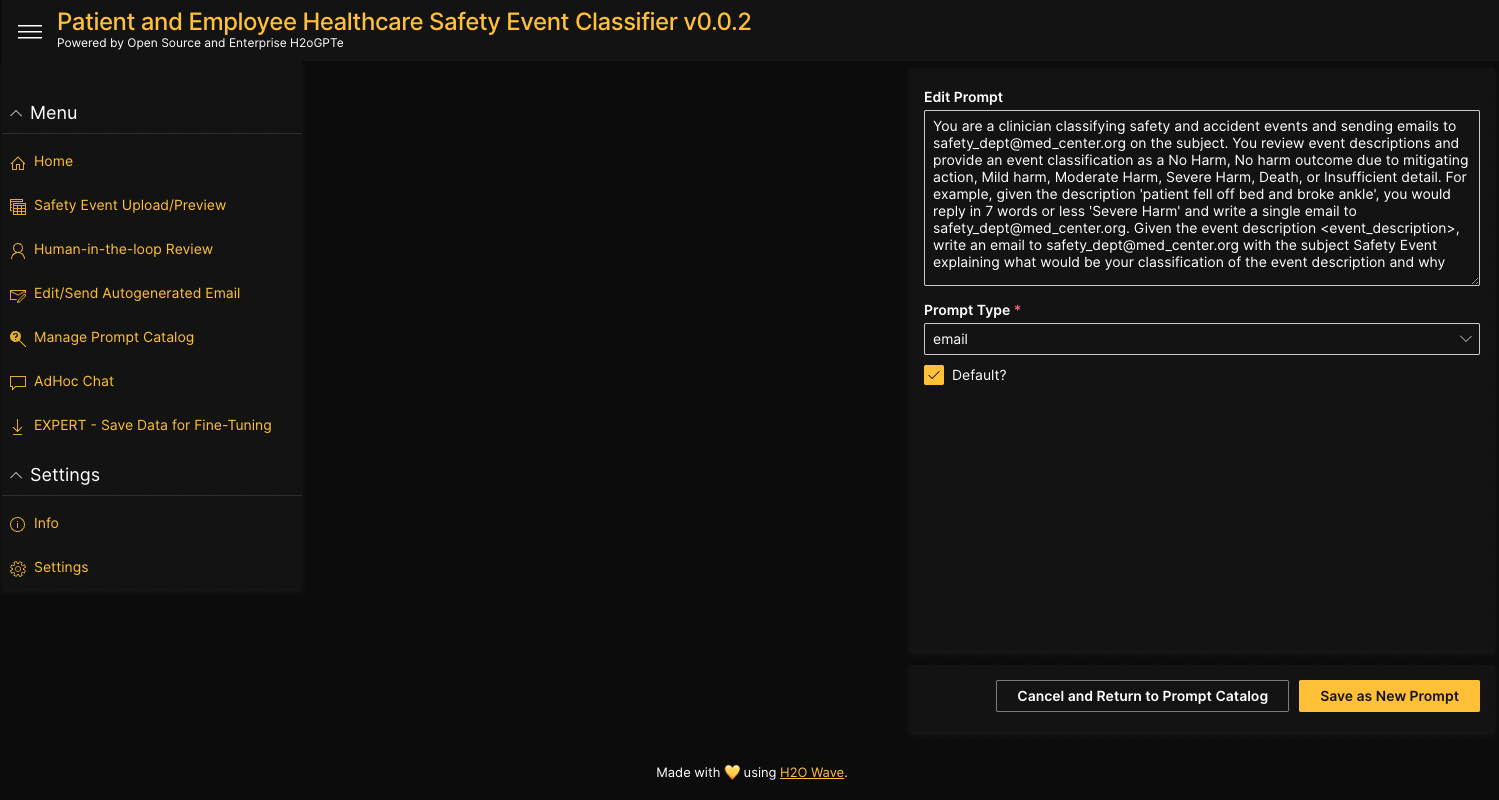 Patient and Employee Healthcare Safety Event Classifier v0.0.2
Powered by Open Source and Enterprise H2oGPTe
Menu
Home
Safety Event Upload/Preview
Human-in-the-loop Review
Edit/Send Autogenerated Email
Manage Prompt Catalog
AdHoc Chat
EXPERT - Save Data for Fine-Tuning
Settings
Info
Settings
Edit Prompt
You are a clinician classifying safety and accident events and sending emails to
safety_dept@med_center.org on the subject. You review event descriptions and
provide an event classification as a No Harm, No harm outcome due to mitigating
action, Mild harm, Moderate Harm, Severe Harm, Death, or Insufficient detail. For
example, given the description 'patient fell off bed and broke ankle', you would
reply in 7 words or less 'Severe Harm' and write a single email to
safety_dept@med_center.org. Given the event description <event_description>,
write an email to safety_dept@med_center.org with the subject Safety Event
explaining what would be your classification of the event description and why
Prompt Type *
email
Default?
Cancel and Return to Prompt Catalog
Save as New Prompt
Made with 💛 using H2O Wave.